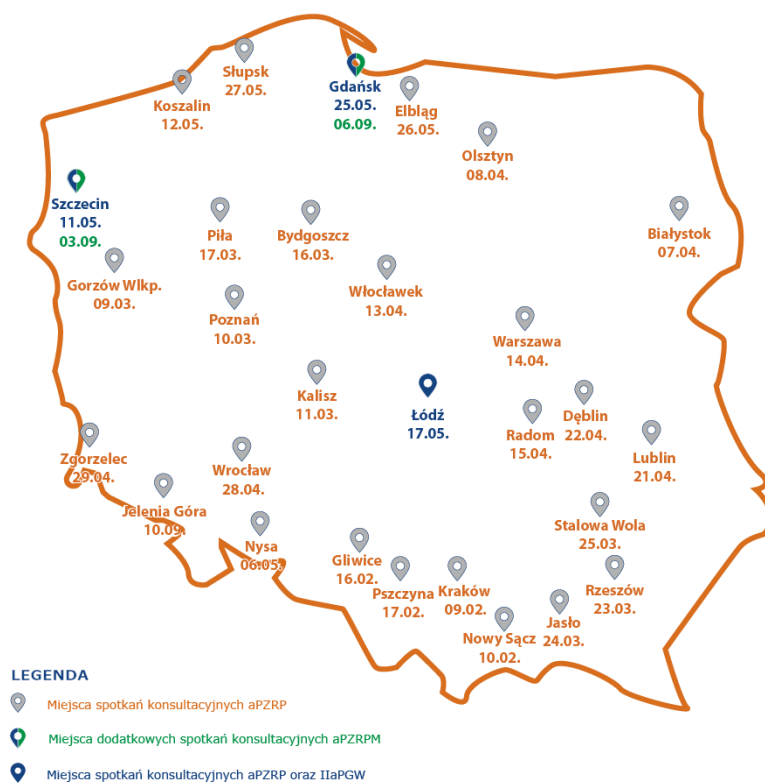 Słupsk
27.05.
Koszalin
12.05.
Gdańsk
25.05.
06.09.
Elbląg
26.05.
Olsztyn
08.04.
Szczecin
11.05.
03.09.
Piła
17.03.
Bydgoszcz
16.03.
Białystok
07.04.
Gorzów Wlkp.
09.03.
Włocławek
13.04.
Poznań
10.03.
Warszawa
14.04.
Kalisz
11.03.
Łódź
17.05.
Radom
15.04.
Dęblin
22.04.
Lublin
21.04.
Zgorzelec
29.04.
Wrocław
28.04.
Jelenia Góra
10.09.
Nysa
06.05.
Stalowa Wola
25.03.
Gliwice
16.02.
Pszczyna
17.02.
Kraków
09.02.
Rzeszów
23.03.
Nowy Sącz
10.02.
Jasło
24.03.
LEGENDA
Miejsca spotkań konsultacyjnych aPZRP
Miejsca dodatkowych spotkań konsultacyjnych aPZRPM
Miejsca spotkań konsultacyjnych aPZRP oraz IIaPGW